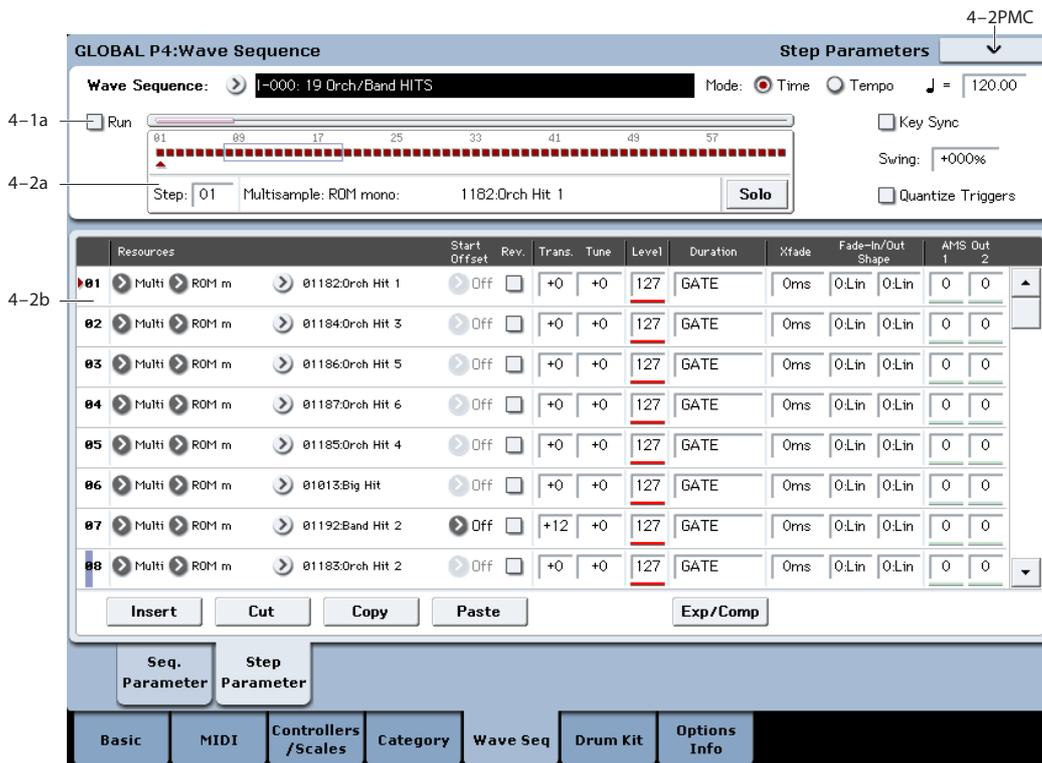 4–2PMC
GLOBAL P4:Wave Sequence Step Parameters
Wave Sequence: I-000: 19 Orch/Band HITS Mode: Time Tempo ♩ = 120.00
4–1a Run Key Sync
01 09 17 25 33 41 49 57
Swing: +000%
4–2a Step: 01 Multisample: ROM mono: 1182:Orch Hit 1 Solo Quantize Triggers
Resources Start Offset Rev. Trans. Tune Level Duration Xfade Fade-In/Out Shape AMS Out 1 2
01 Multi ROM m 01182:Orch Hit 1 Off +0 +0 127 GATE 0ms 0:Lin 0:Lin 0 0
4–2b
02 Multi ROM m 01184:Orch Hit 3 Off +0 +0 127 GATE 0ms 0:Lin 0:Lin 0 0
03 Multi ROM m 01186:Orch Hit 5 Off +0 +0 127 GATE 0ms 0:Lin 0:Lin 0 0
04 Multi ROM m 01187:Orch Hit 6 Off +0 +0 127 GATE 0ms 0:Lin 0:Lin 0 0
05 Multi ROM m 01185:Orch Hit 4 Off +0 +0 127 GATE 0ms 0:Lin 0:Lin 0 0
06 Multi ROM m 01013:Big Hit Off +0 +0 127 GATE 0ms 0:Lin 0:Lin 0 0
07 Multi ROM m 01192:Band Hit 2 Off +12 +0 127 GATE 0ms 0:Lin 0:Lin 0 0
08 Multi ROM m 01183:Orch Hit 2 Off +0 +0 127 GATE 0ms 0:Lin 0:Lin 0 0
Insert Cut Copy Paste Exp/Comp
Seq. Parameter Step Parameter
Basic MIDI Controllers /Scales Category Wave Seq Drum Kit Options Info